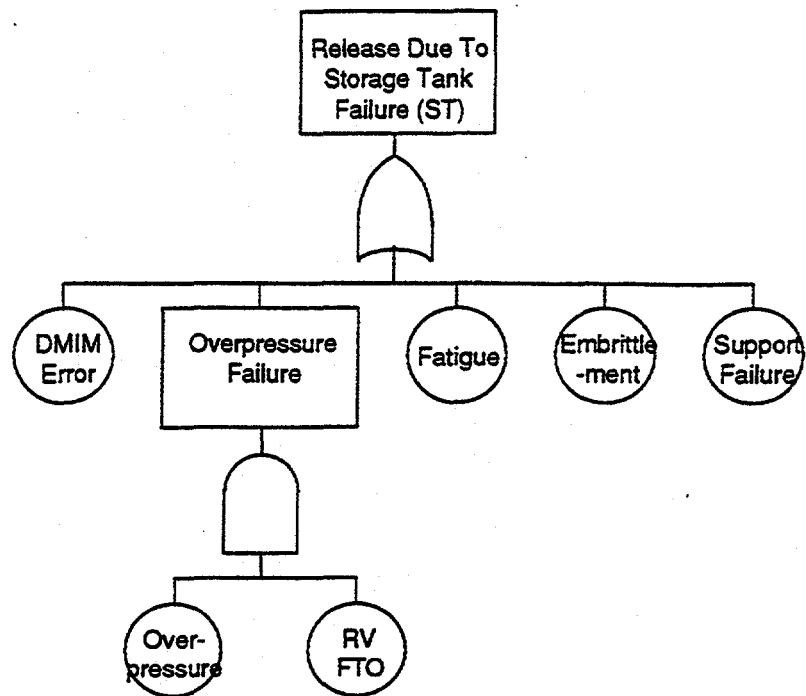 Release Due To
Storage Tank
Failure (ST)
DMIM
Error
Overpressure
Failure
Fatigue
Embrittle
-ment
Support
Failure
Over-
pressure
RV
FTO